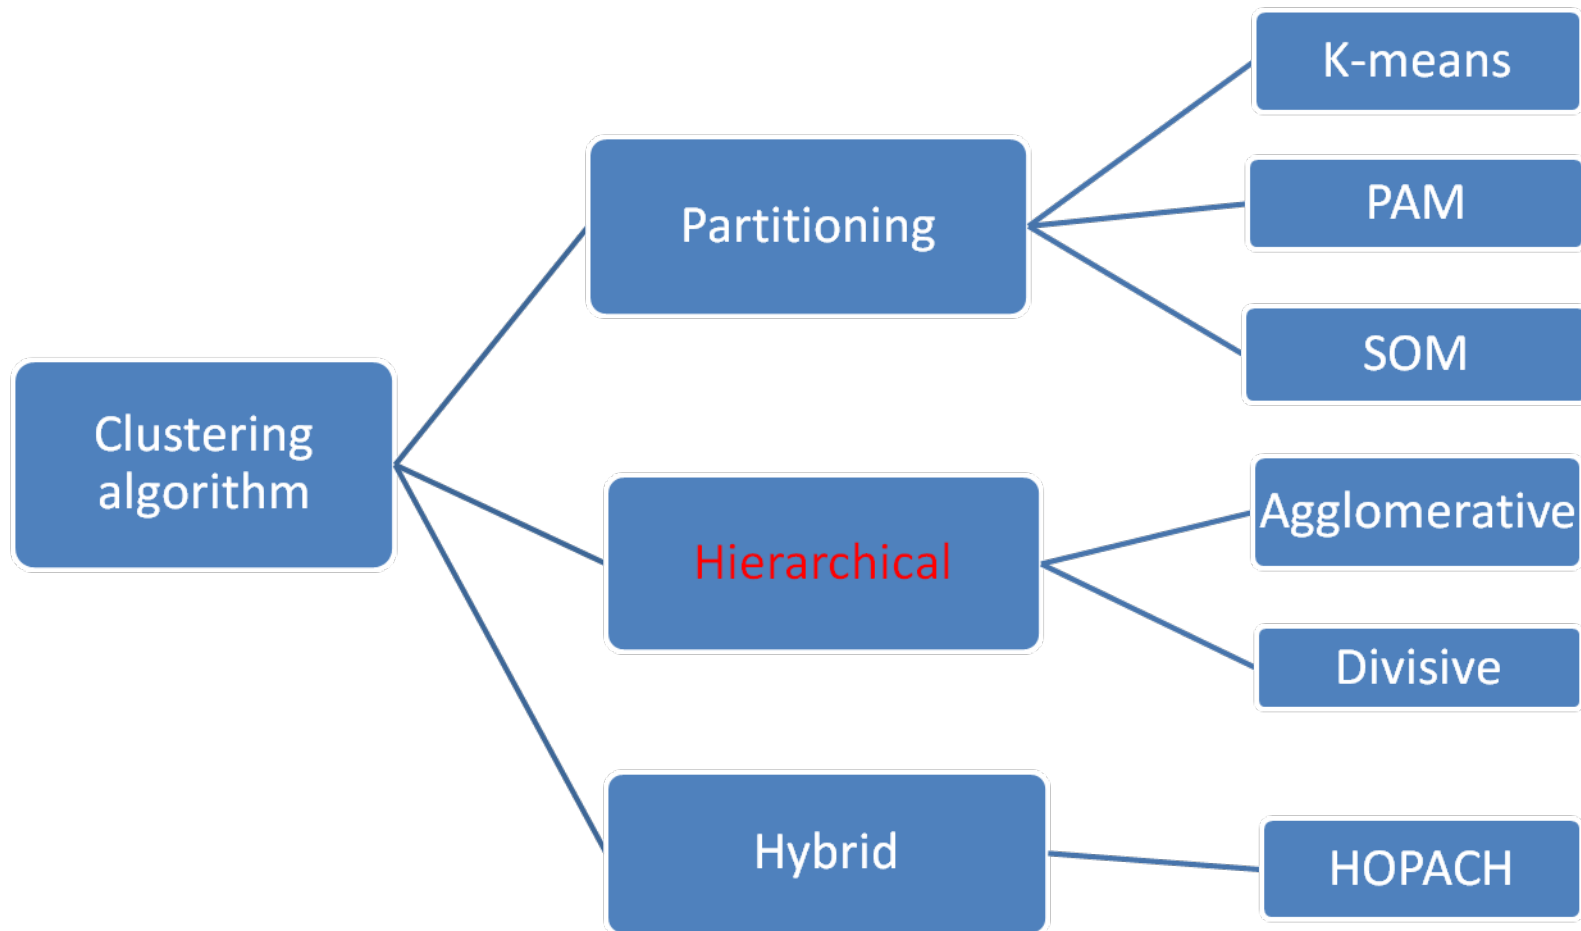 Clustering
algorithm
Partitioning
K-means
PAM
SOM
Hierarchical
Agglomerative
Divisive
Hybrid
HOPACH